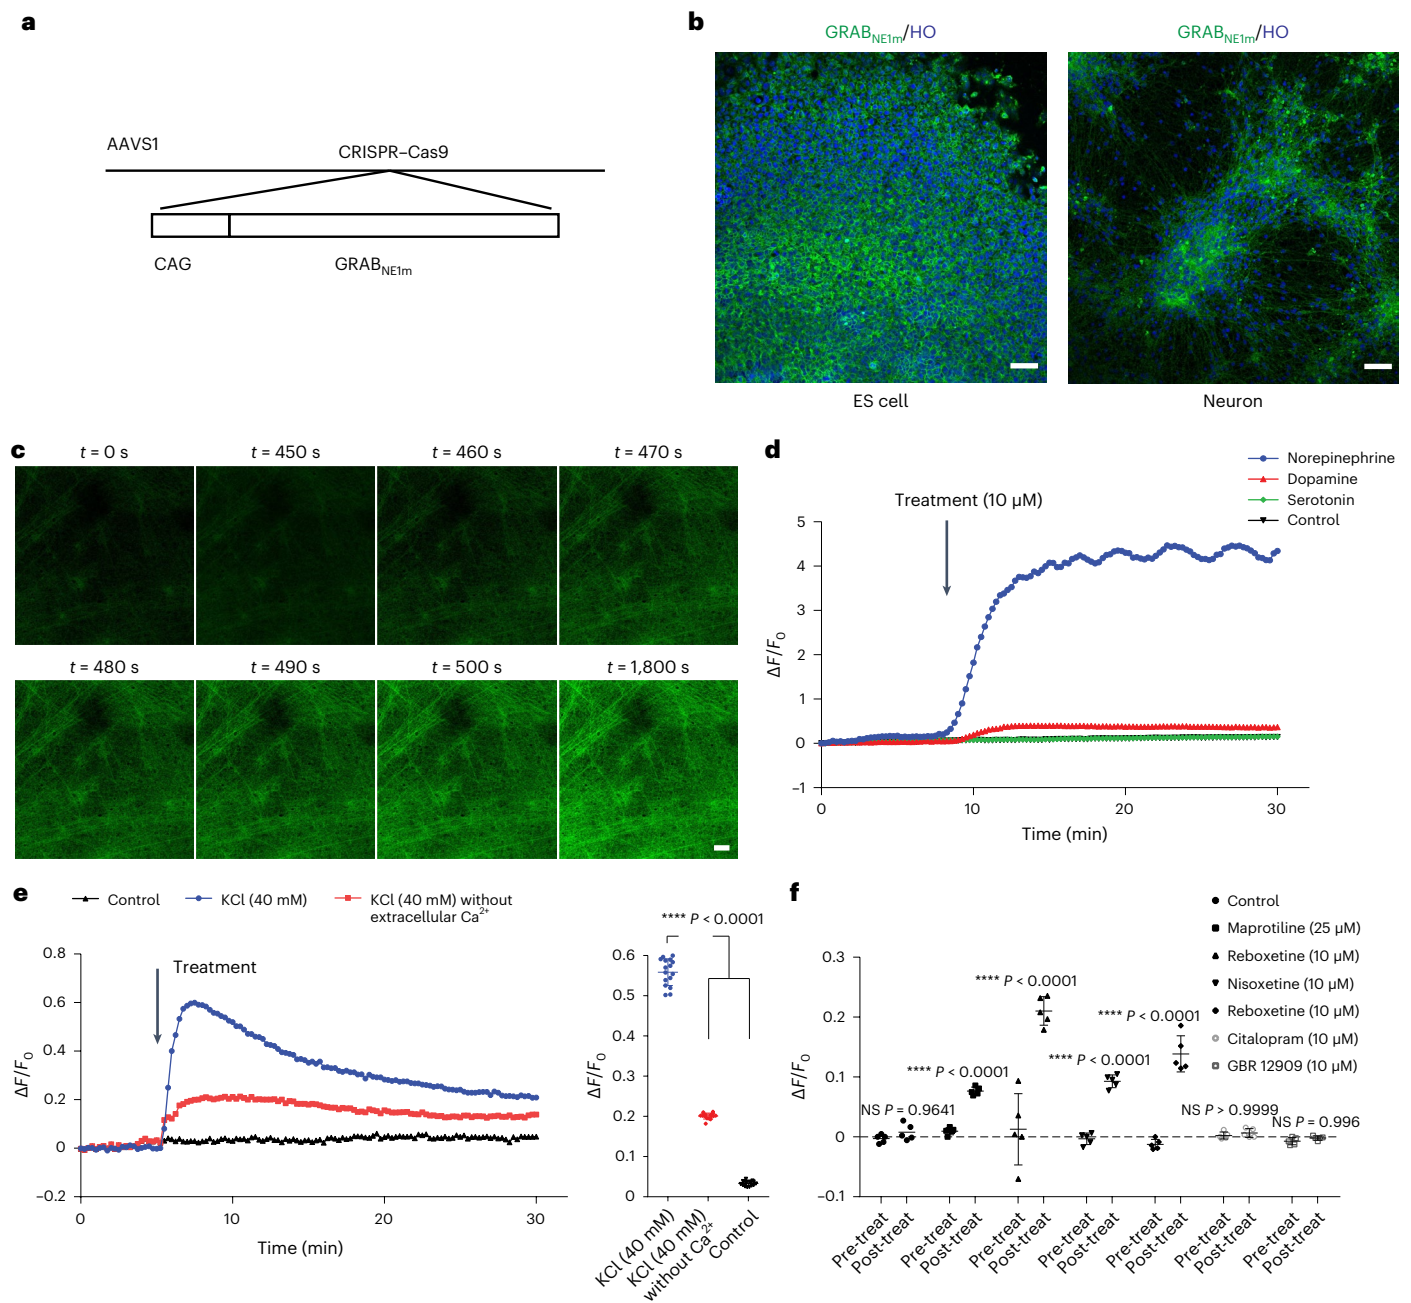 a
AAVS1
CRISPR–Cas9
CAG
GRABNE1m
b
GRABNE1m/HO
GRABNE1m/HO
ES cell
Neuron
c
t = 0 s
t = 450 s
t = 460 s
t = 470 s
t = 480 s
t = 490 s
t = 500 s
t = 1,800 s
d
Norepinephrine
Dopamine
Serotonin
Control
Treatment (10 µM)
5
4
3
2
1
0
–1
ΔF/F0
0
10
20
30
Time (min)
e
Control
KCl (40 mM)
KCl (40 mM) without
extracellular Ca2+
Treatment
0.8
0.6
0.4
0.2
0
–0.2
ΔF/F0
0
10
20
30
Time (min)
**** P < 0.0001
0.6
0.5
0.4
0.3
0.2
0.1
0
ΔF/F0
KCl (40 mM)
KCl (40 mM)
without Ca2+
Control
f
Control
Maprotiline (25 µM)
Reboxetine (10 µM)
Nisoxetine (10 µM)
Reboxetine (10 µM)
Citalopram (10 µM)
GBR 12909 (10 µM)
0.3
0.2
0.1
0
–0.1
ΔF/F0
NS P = 0.9641
**** P < 0.0001
**** P < 0.0001
**** P < 0.0001
**** P < 0.0001
NS P > 0.9999
NS P = 0.996
Pre-treat
Post-treat
Pre-treat
Post-treat
Pre-treat
Post-treat
Pre-treat
Post-treat
Pre-treat
Post-treat
Pre-treat
Post-treat
Pre-treat
Post-treat